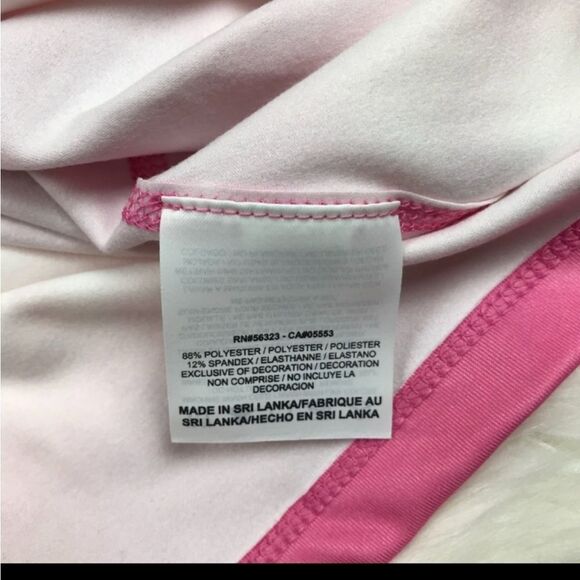 RN#56323 - CA#05553
88% POLYESTER / POLYESTER / POLIESTER
12% SPANDEX / ELASTHANNE / ELASTANO
EXCLUSIVE OF DECORATION / DECORATION
NON COMPRISE / NO INCLUYE LA
DECORACION
MADE IN SRI LANKA/FABRIQUE AU
SRI LANKA/HECHO EN SRI LANKA